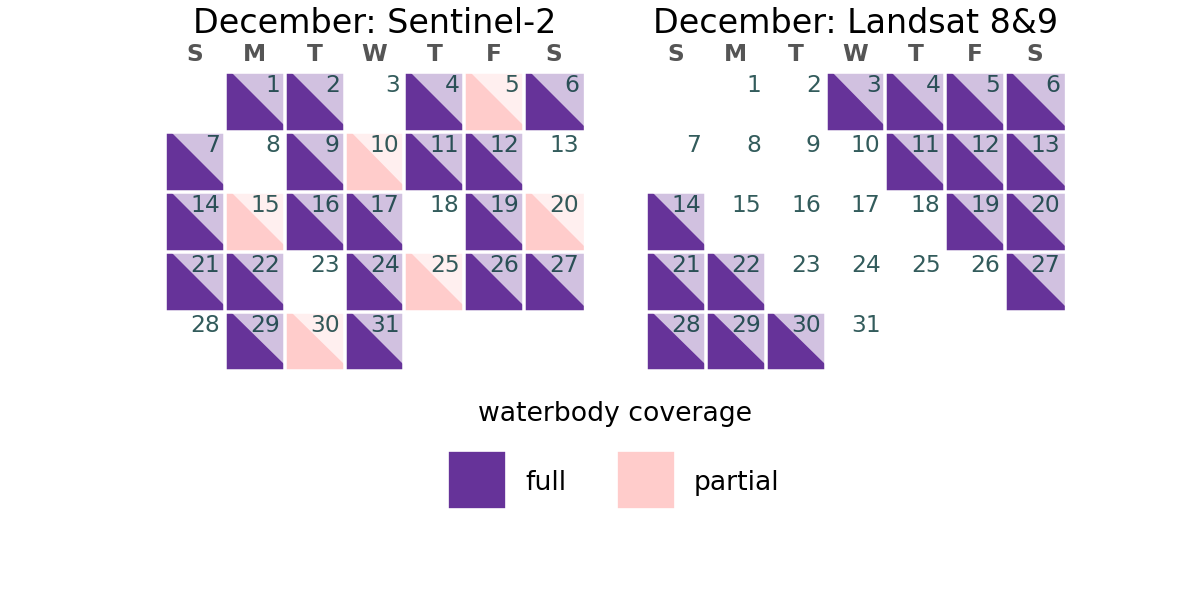 December: Sentinel-2
S M T W T F S
1 2 3 4 5 6
7 8 9 10 11 12 13
14 15 16 17 18 19 20
21 22 23 24 25 26 27
28 29 30 31
December: Landsat 8&9
S M T W T F S
1 2 3 4 5 6
7 8 9 10 11 12 13
14 15 16 17 18 19 20
21 22 23 24 25 26 27
28 29 30 31
waterbody coverage
full partial